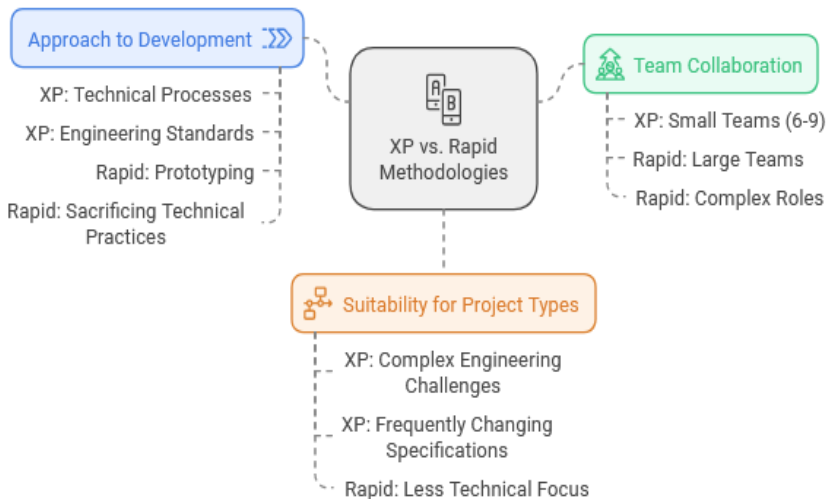 Approach to Development
XP: Technical Processes
XP: Engineering Standards
Rapid: Prototyping
Rapid: Sacrificing Technical
Practices
A
B
XP vs. Rapid
Methodologies
Team Collaboration
XP: Small Teams (6-9)
Rapid: Large Teams
Rapid: Complex Roles
Suitability for Project Types
XP: Complex Engineering
Challenges
XP: Frequently Changing
Specifications
Rapid: Less Technical Focus